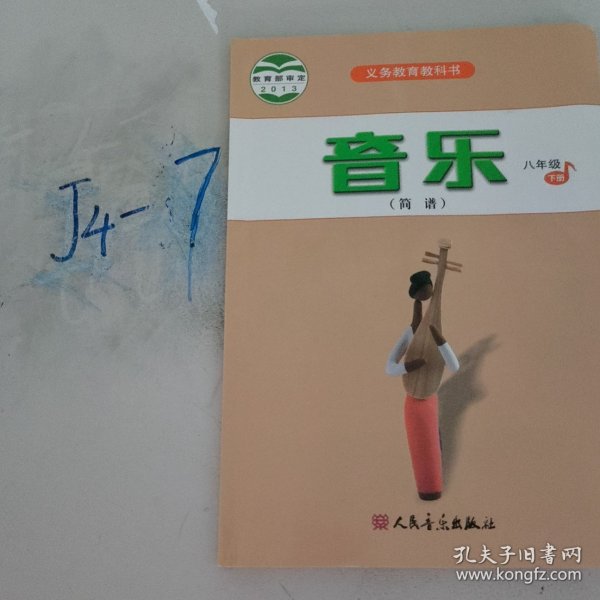 J4-7
教育部审定
2013
义务教育教科书
音乐
八年级
下册
(简 谱)
人民音乐出版社
孔夫子旧书网
www.kongfz.com